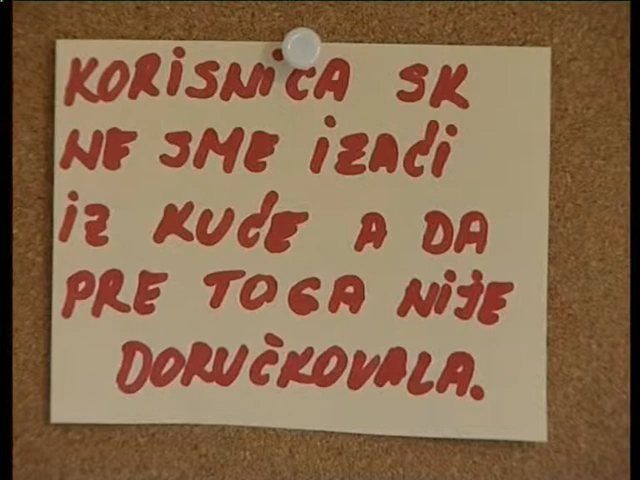 KORISNICA SK
NE SME IZAĆI
IZ KUĆE A DA
PRE TOGA NIJE
DORUČKOVALA.